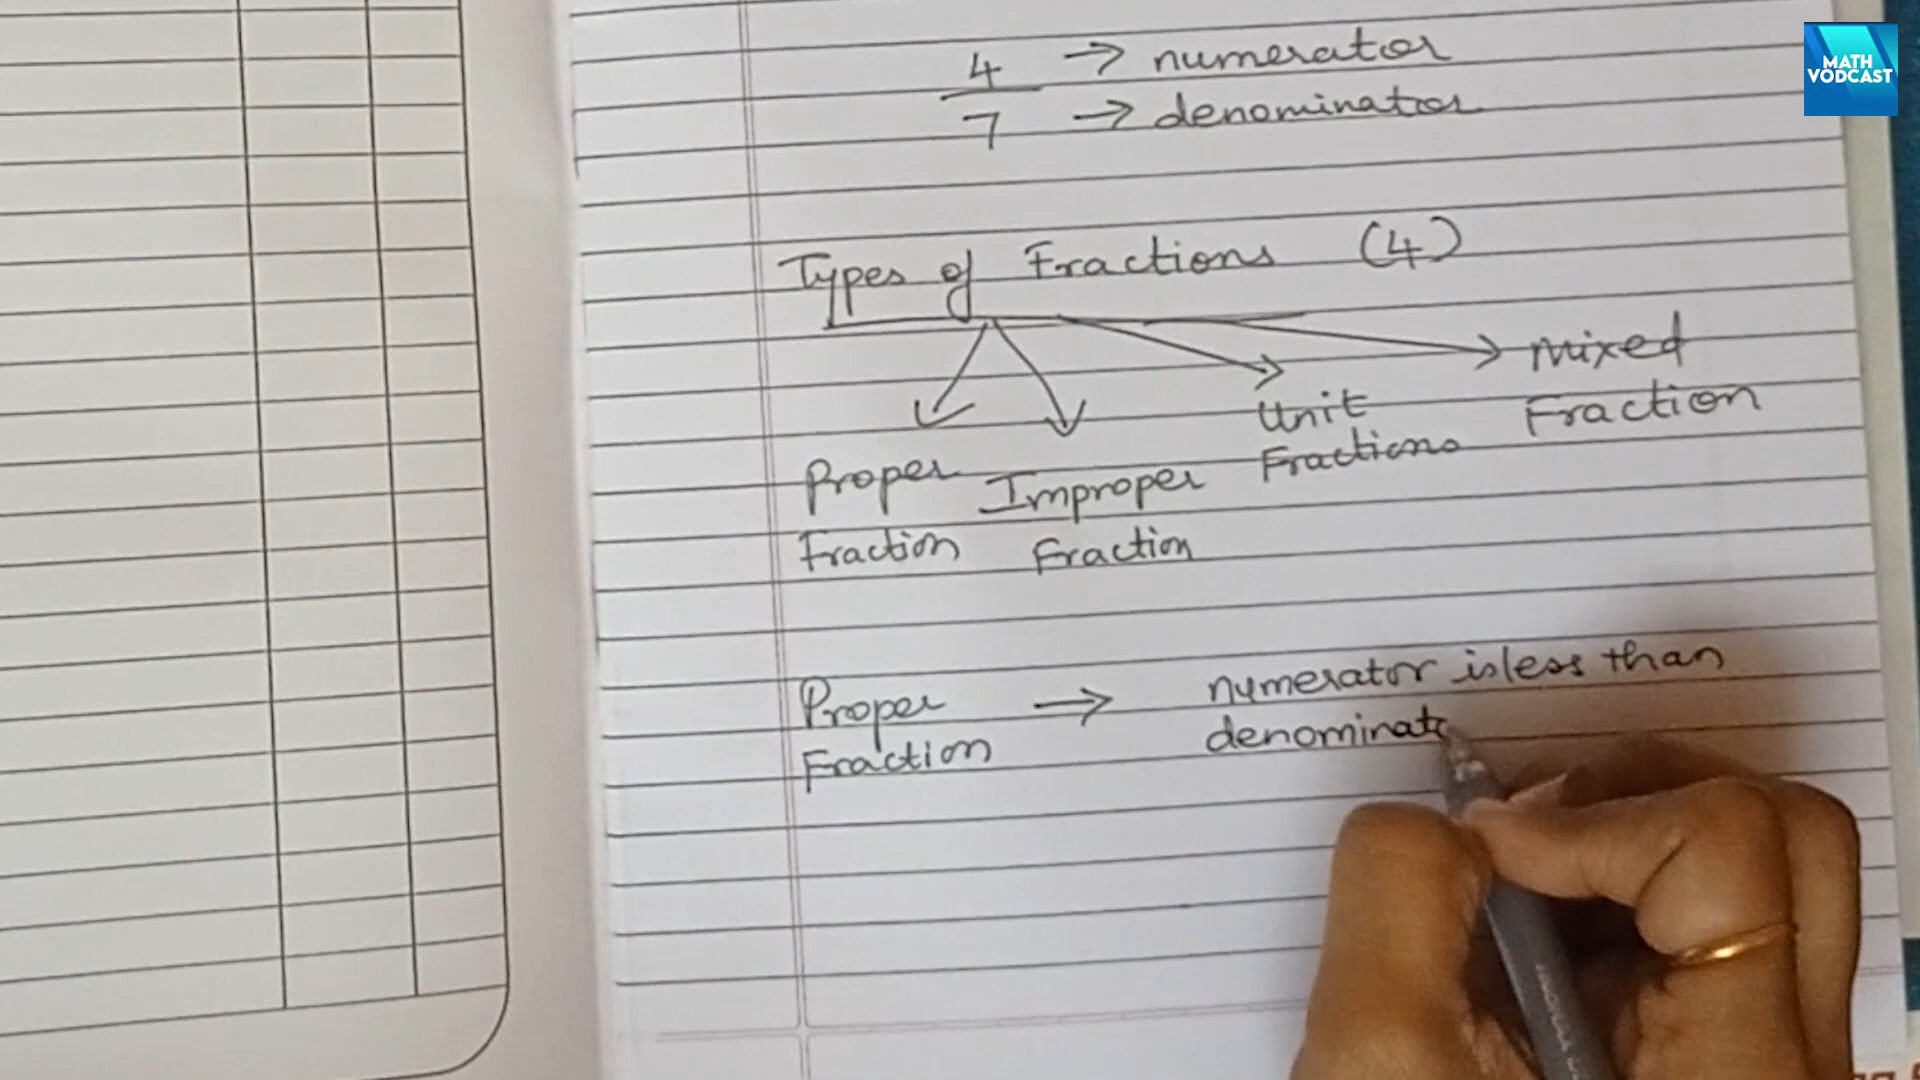 MATH
VODCAST
4 → numerator
7 → denominator
Types of Fractions (4)
Proper
Fraction
Improper
Fraction
Unit
Fractions
Mixed
Fraction
Proper
Fraction
→
numerator is less than
denominato